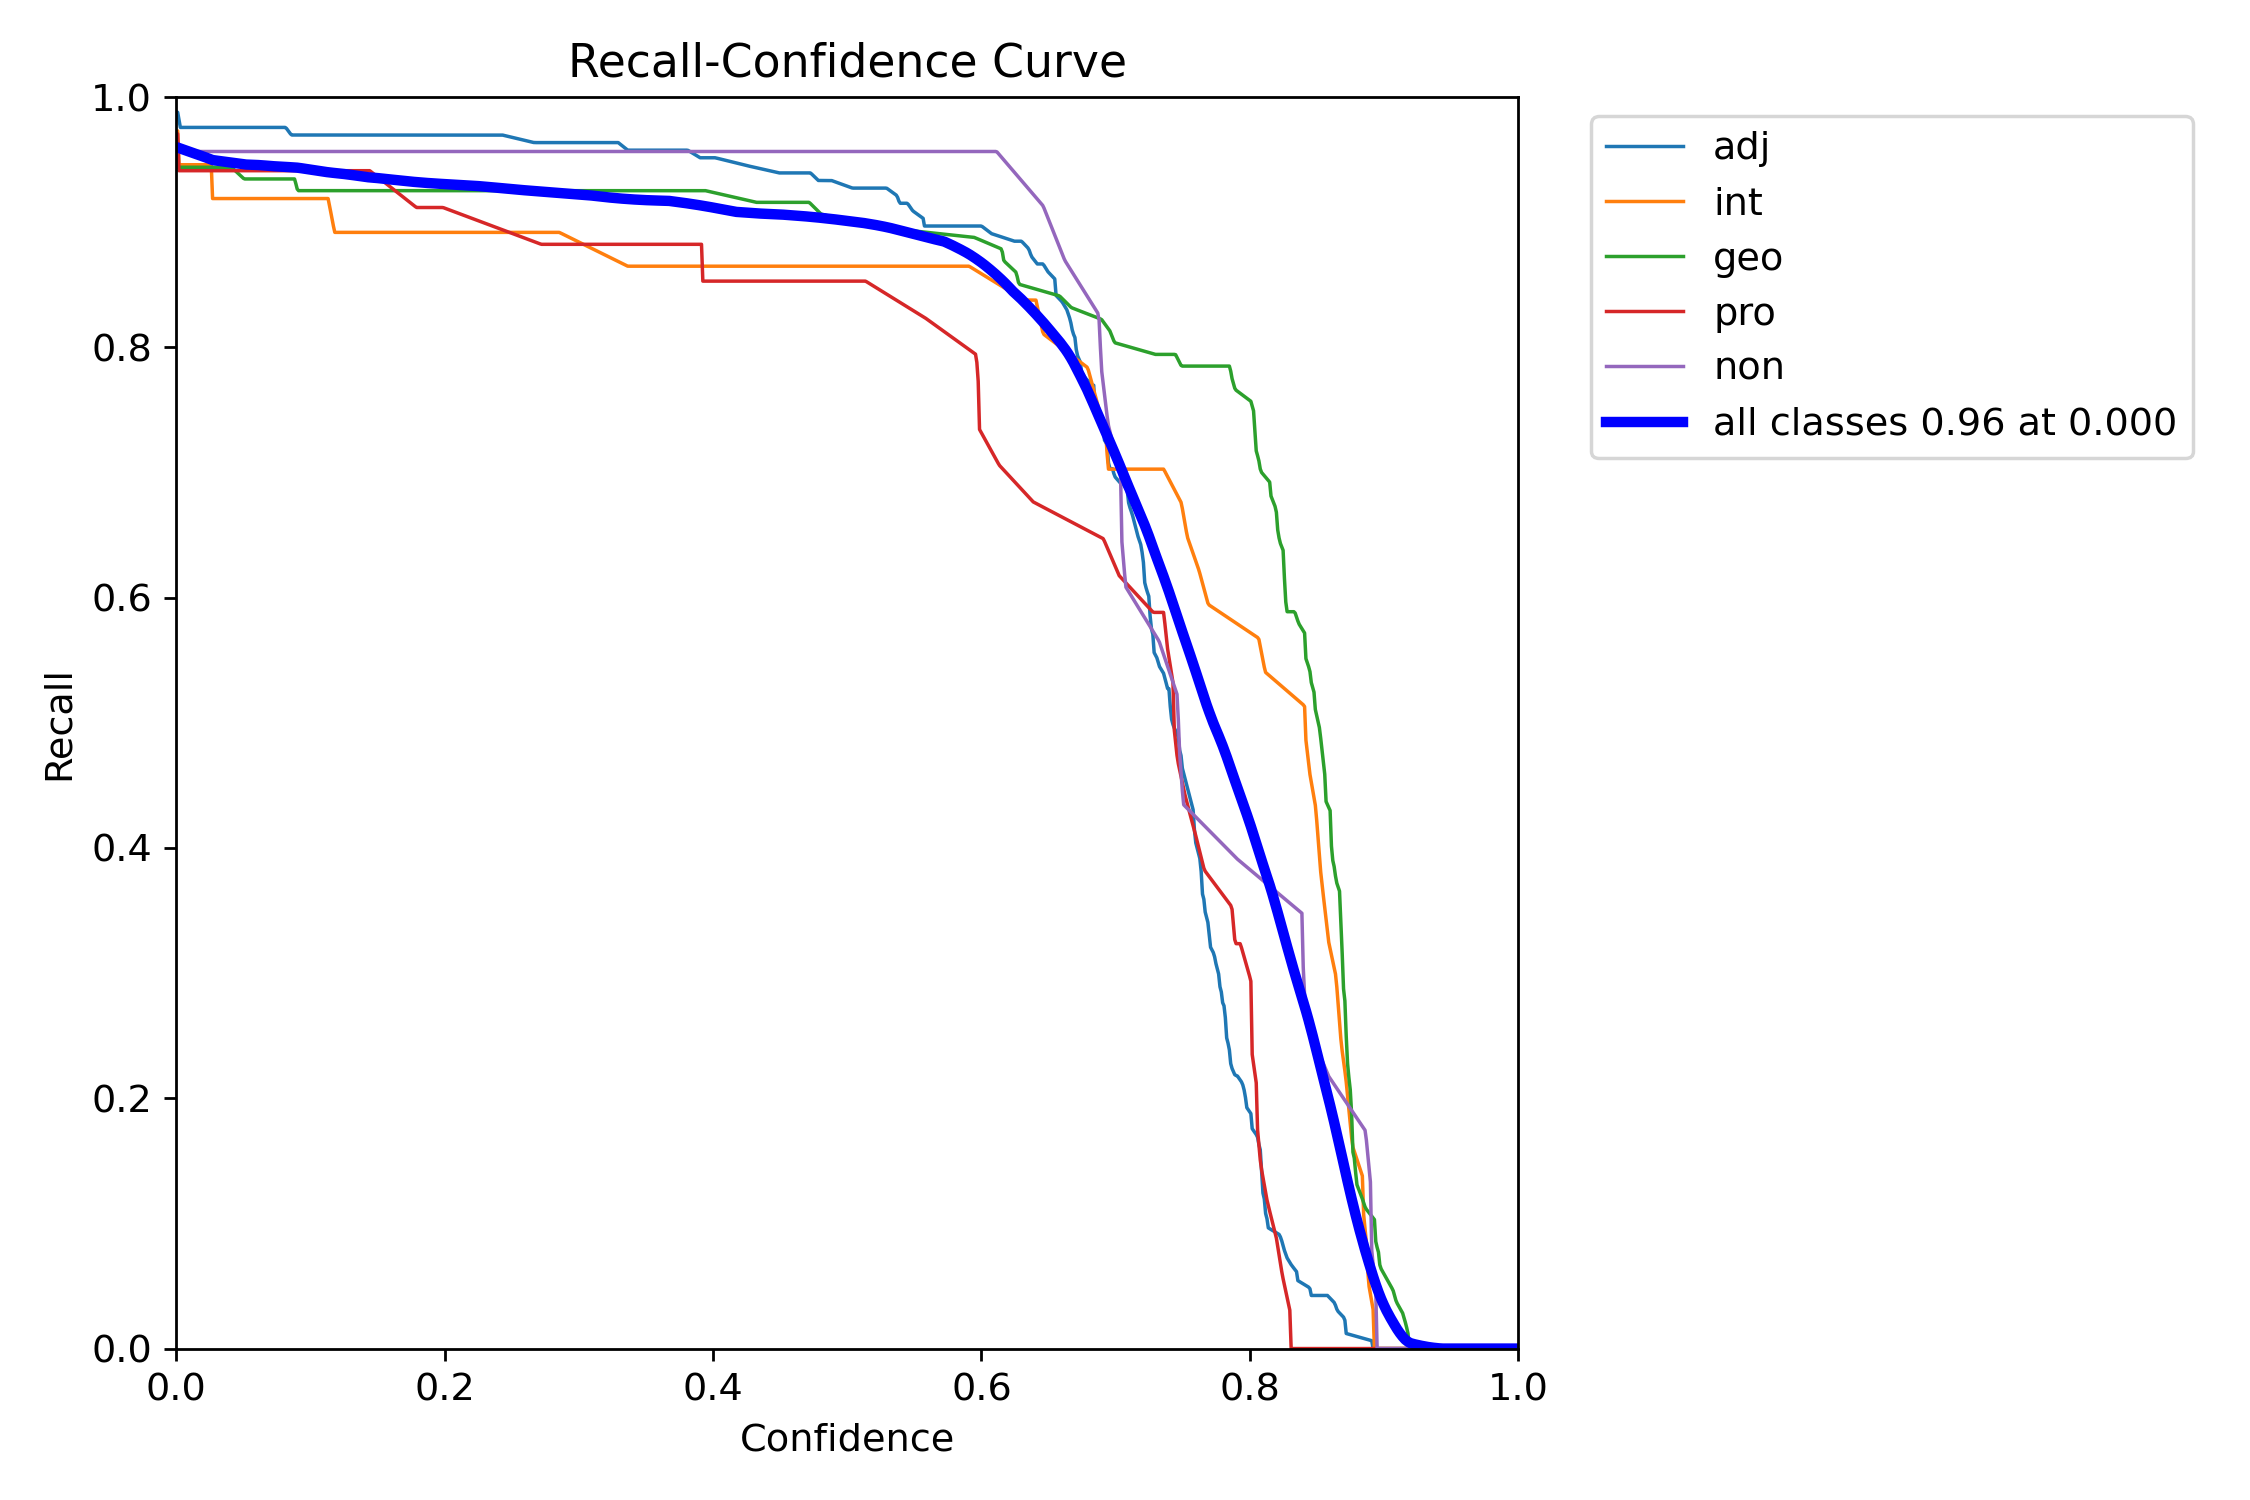 Recall-Confidence Curve
1.0
0.8
0.6
0.4
0.2
0.0
Recall
0.0 0.2 0.4 0.6 0.8 1.0
Confidence
adj
int
geo
pro
non
all classes 0.96 at 0.000